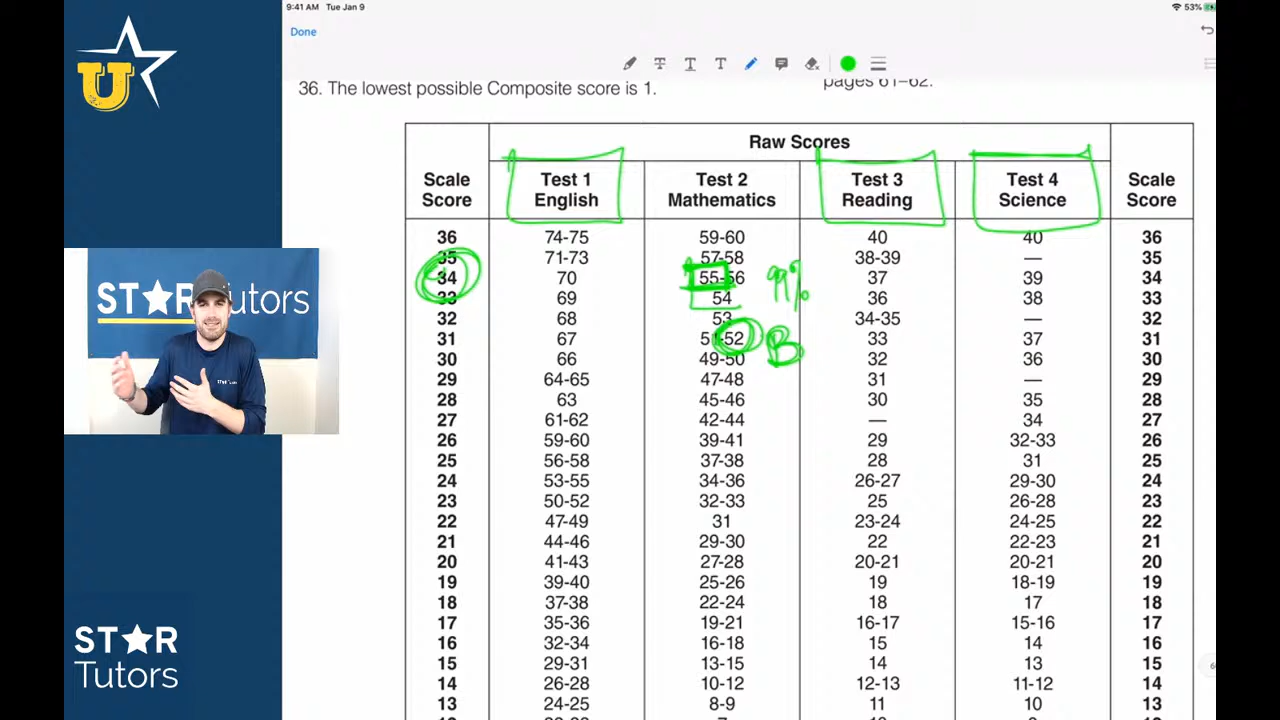 9:41 AM Tue Jan 9
53%
Done
36. The lowest possible Composite score is 1.
pages 61–62.
U
Raw Scores
Scale Score Test 1 English Test 2 Mathematics Test 3 Reading Test 4 Science Scale Score
36 74-75 59-60 40 40 36
35 71-73 57-58 38-39 — 35
34 70 55-56 37 39 34
99%
33 69 54 36 38 33
32 68 53 34-35 — 32
31 67 51-52 33 37 31
B
30 66 49-50 32 36 30
29 64-65 47-48 31 — 29
28 63 45-46 30 35 28
27 61-62 42-44 — 34 27
26 59-60 39-41 29 32-33 26
25 56-58 37-38 28 31 25
24 53-55 34-36 26-27 29-30 24
23 50-52 32-33 25 26-28 23
22 47-49 31 23-24 24-25 22
21 44-46 29-30 22 22-23 21
20 41-43 27-28 20-21 20-21 20
19 39-40 25-26 19 18-19 19
18 37-38 22-24 18 17 18
17 35-36 19-21 16-17 15-16 17
16 32-34 16-18 15 14 16
15 29-31 13-15 14 13 15
14 26-28 10-12 12-13 11-12 14
13 24-25 8-9 11 10 13
ST R Tutors
ST R
Tutors